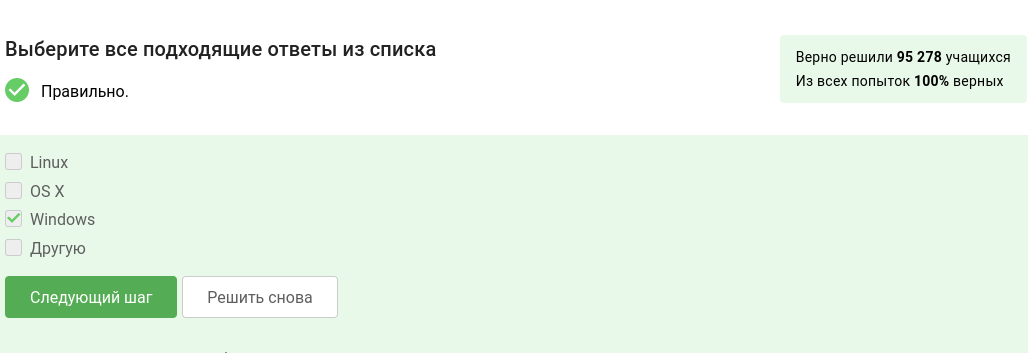 Выберите все подходящие ответы из списка
Верно решили 95 278 учащихся
Из всех попыток 100% верных
Правильно.
Linux
OS X
Windows
Другую
Следующий шаг
Решить снова